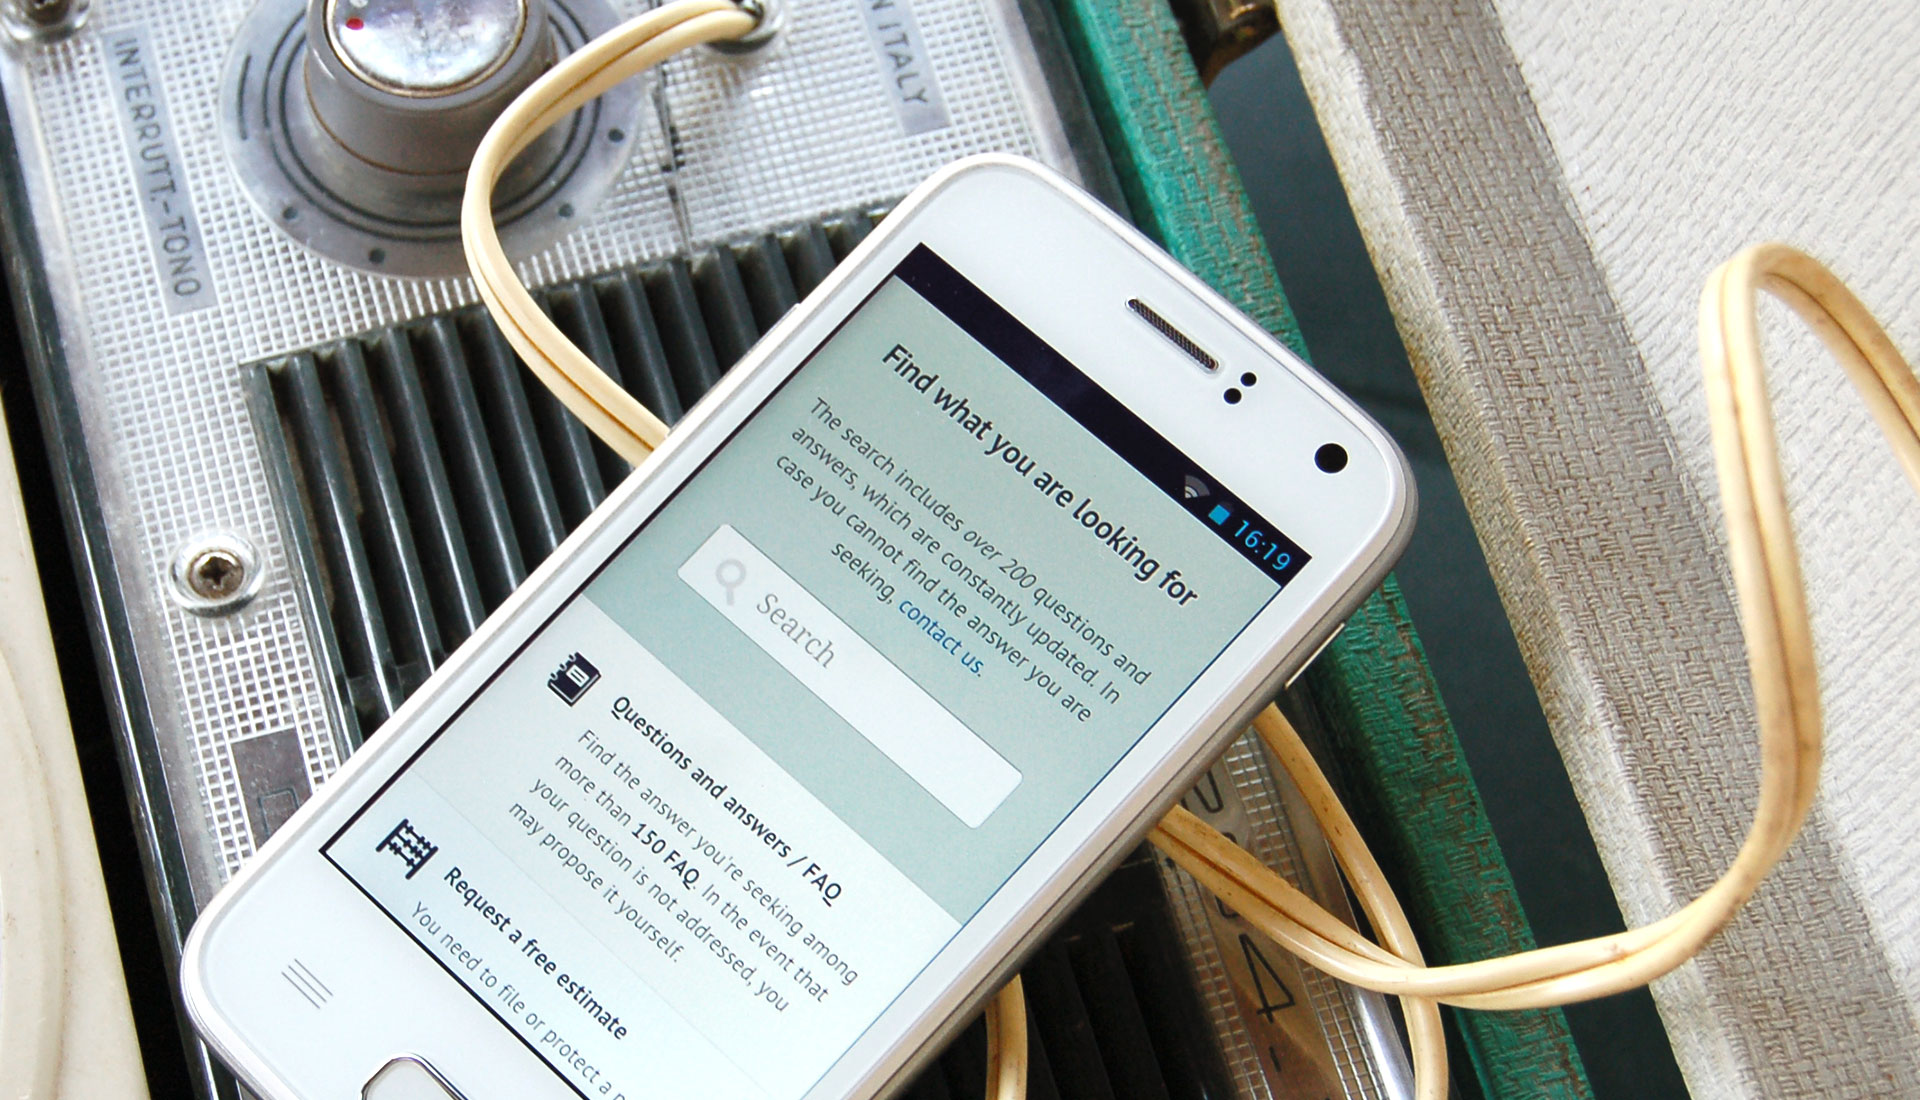 INTERRUTT.-TONO
N ITALY
16:19
Find what you are looking for
The search includes over 200 questions and
answers, which are constantly updated. In
case you cannot find the answer you are
seeking, contact us.
Search
Questions and answers / FAQ
Find the answer you're seeking among
more than 150 FAQ. In the event that
your question is not addressed, you
may propose it yourself.
Request a free estimate
You need to file or protect a
4